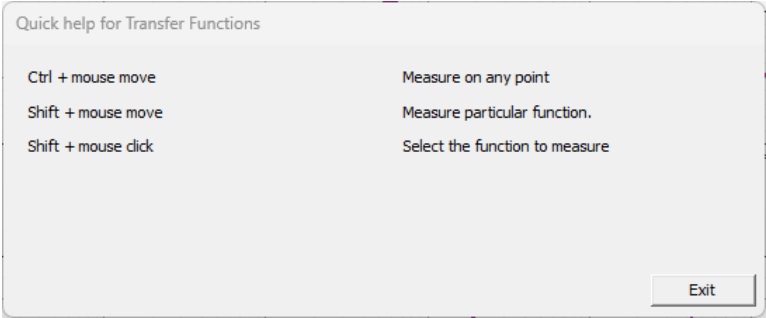 Quick help for Transfer Functions
Ctrl + mouse move Measure on any point
Shift + mouse move Measure particular function.
Shift + mouse click Select the function to measure
Exit